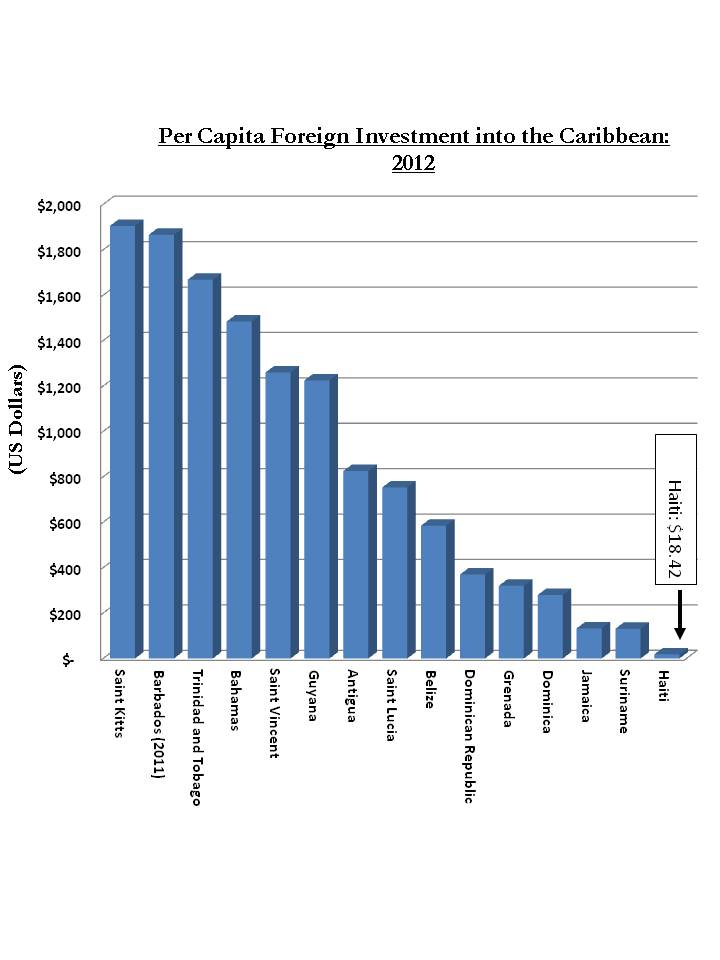 Per Capita Foreign Investment into the Caribbean:
2012
(US Dollars)
$2,000
$1,800
$1,600
$1,400
$1,200
$1,000
$800
$600
$400
$200
$-
Haiti: $18.42
Saint Kitts
Barbados (2011)
Trinidad and Tobago
Bahamas
Saint Vincent
Guyana
Antigua
Saint Lucia
Belize
Dominican Republic
Grenada
Dominica
Jamaica
Suriname
Haiti